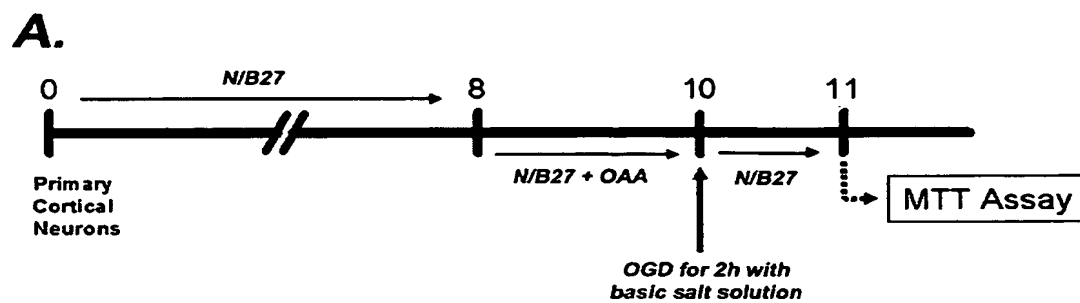 A.
N/B27
0 8 10 11
N/B27 + OAA N/B27
Primary
Cortical
Neurons
MTT Assay
OGD for 2h with
basic salt solution